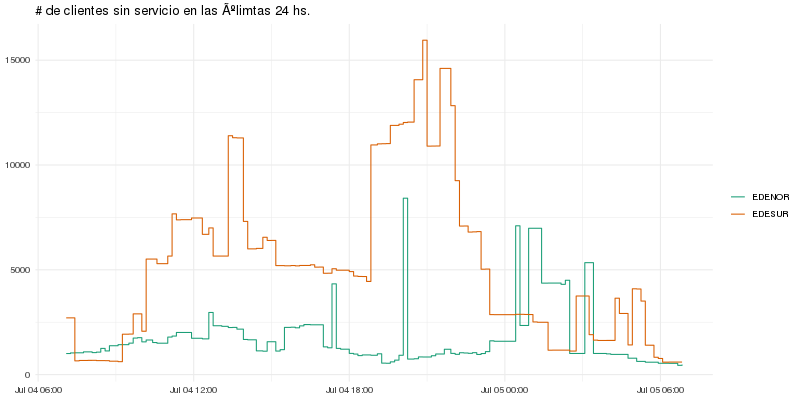 # de clientes sin servicio en las Ãºlimtas 24 hs.
15000
10000
5000
0
Jul 04 06:00
Jul 04 12:00
Jul 04 18:00
Jul 05 00:00
Jul 05 06:00
EDENOR
EDESUR